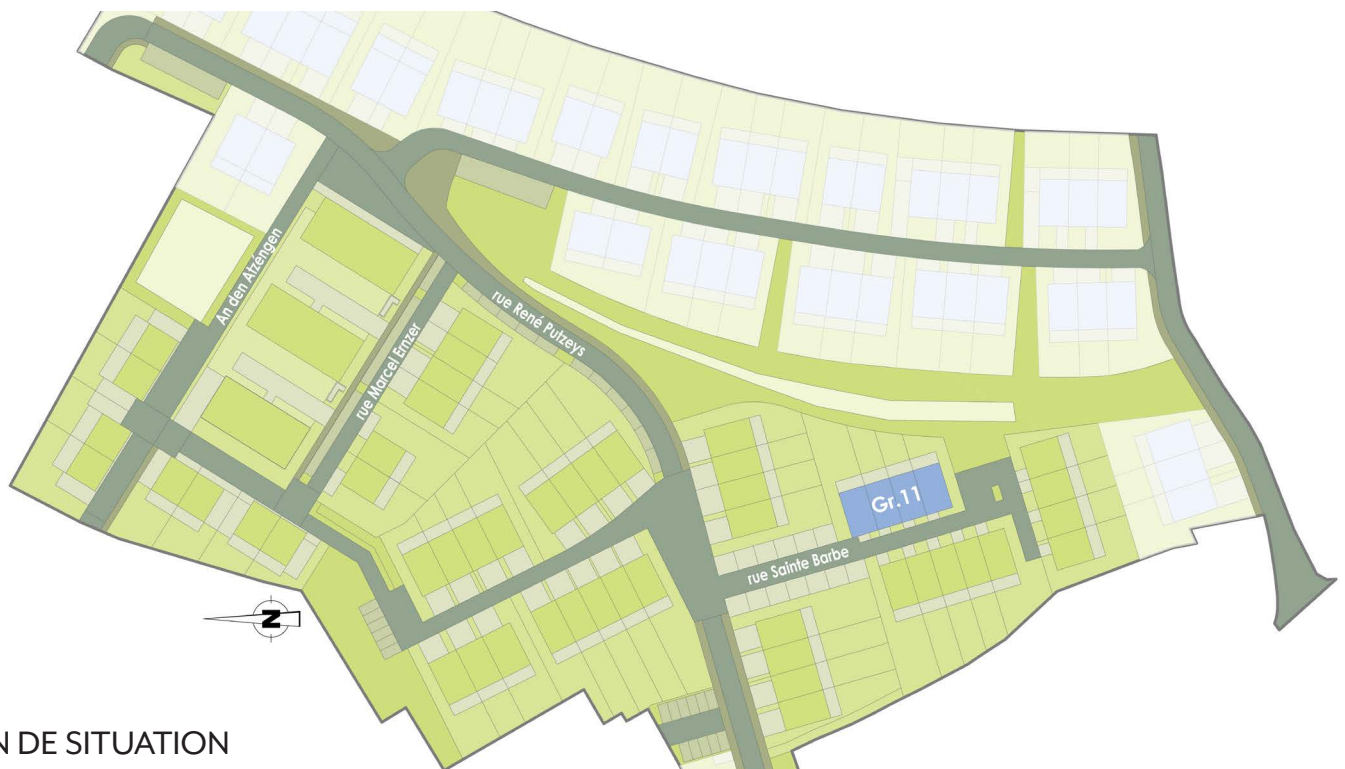 An den Atzéngen
rue Marcel Ernzer
rue René Putzeys
Gr.11
rue Sainte Barbe
N
N DE SITUATION